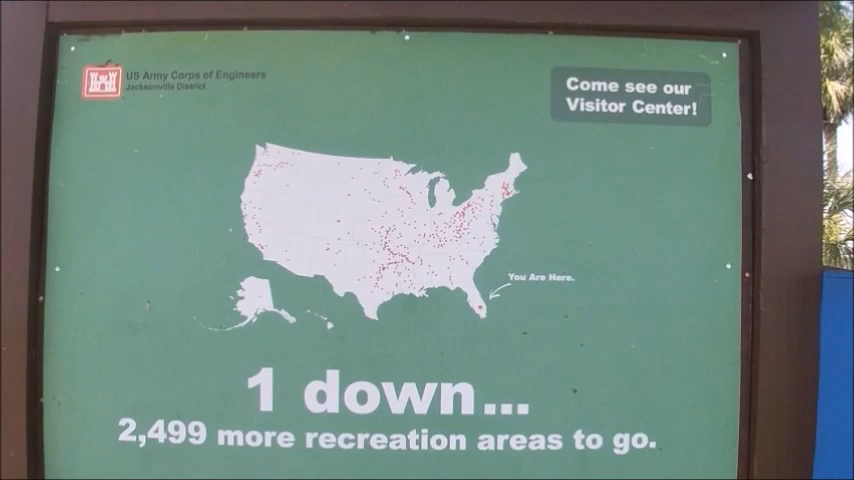 US Army Corps of Engineers
Jacksonville District
Come see our
Visitor Center!
You Are Here.
1 down...
2,499 more recreation areas to go.